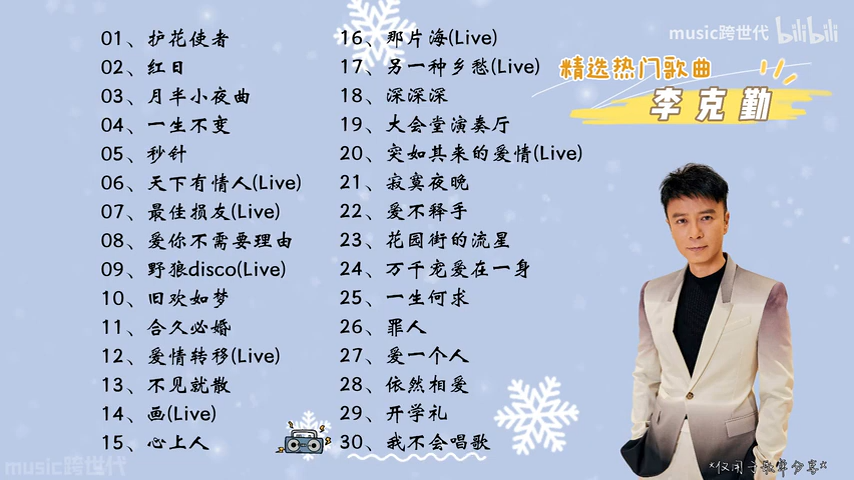 01、护花使者
02、红日
03、月半小夜曲
04、一生不变
05、秒针
06、天下有情人(Live)
07、最佳损友(Live)
08、爱你不需要理由
09、野狼disco(Live)
10、旧欢如梦
11、合久必婚
12、爱情转移(Live)
13、不见就散
14、画(Live)
15、心上人
16、那片海(Live)
17、另一种乡愁(Live)
18、深深深
19、大会堂演奏厅
20、突如其来的爱情(Live)
21、寂寞夜晚
22、爱不释手
23、花园街的流星
24、万千宠爱在一身
25、一生何求
26、罪人
27、爱一个人
28、依然相爱
29、开学礼
30、我不会唱歌
music跨世代 bilibili
精选热门歌曲
李克勤
*仅用于歌单分享*
music跨世代